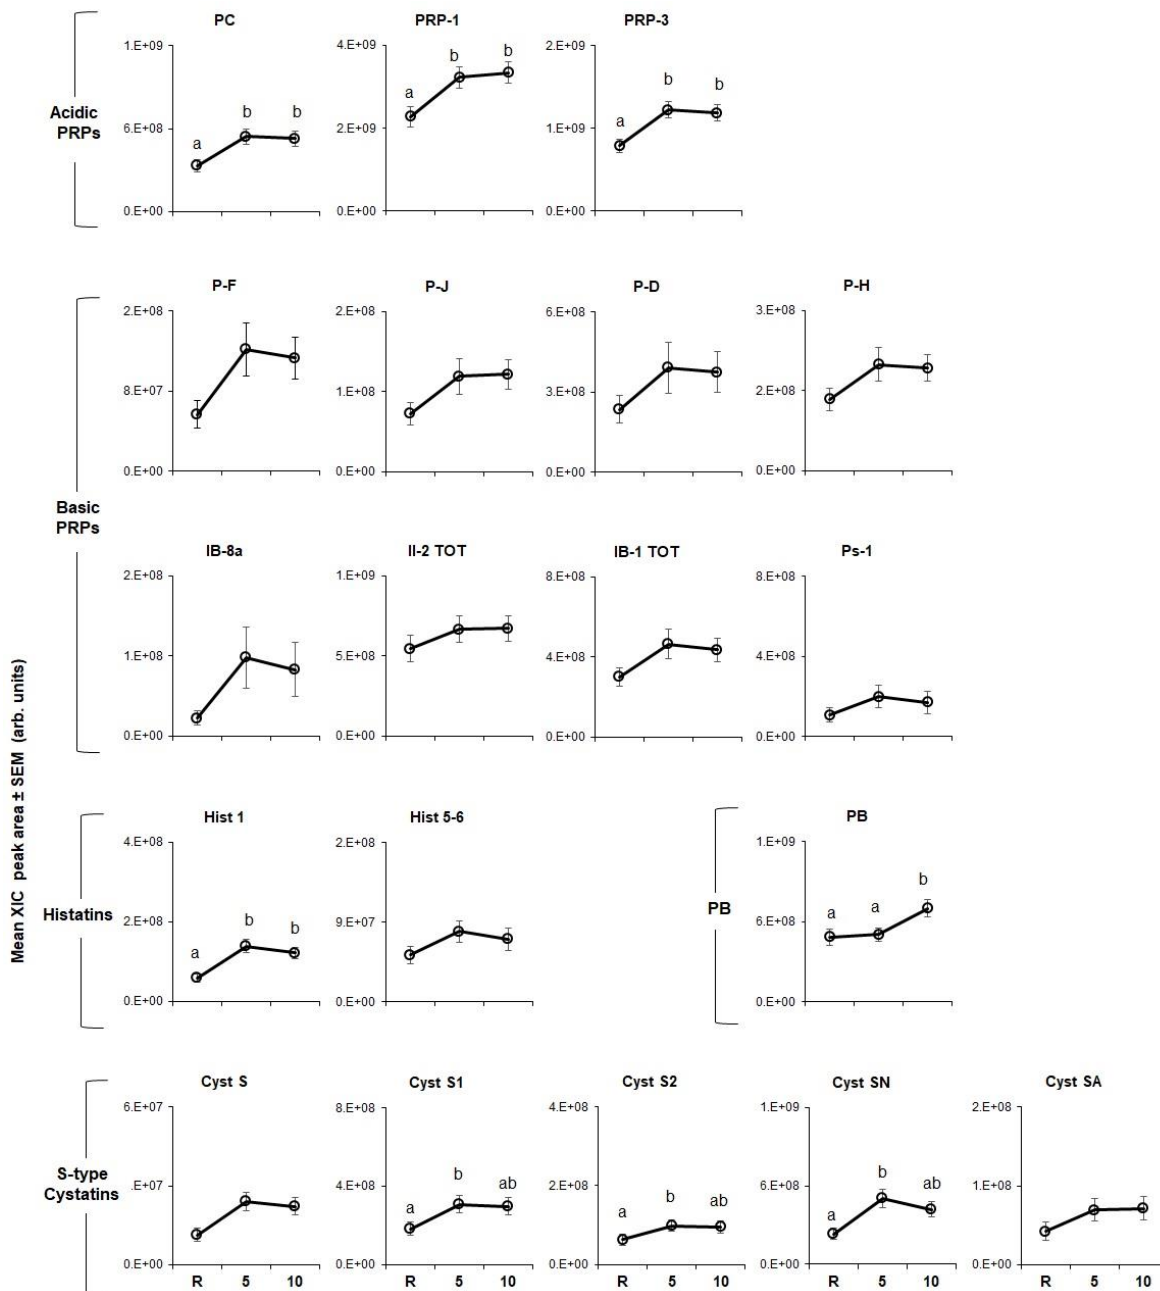 PC PRP-1 PRP-3
1.E+09 4.E+09 2.E+09
b b b b b b
a a a
Acidic
PRPs
6.E+08 2.E+09 1.E+09
0.E+00 0.E+00 0.E+00
P-F P-J P-D P-H
2.E+08 2.E+08 6.E+08 3.E+08
8.E+07 1.E+08 3.E+08 2.E+08
0.E+00 0.E+00 0.E+00 0.E+00
Basic
PRPs
IB-8a II-2 TOT IB-1 TOT Ps-1
2.E+08 1.E+09 8.E+08 8.E+08
1.E+08 5.E+08 4.E+08 4.E+08
0.E+00 0.E+00 0.E+00 0.E+00
Mean XIC peak area ± SEM (arb. units)
Hist 1 Hist 5-6 PB
4.E+08 2.E+08 1.E+09
a b b a a b
Histatins PB
2.E+08 9.E+07 6.E+08
0.E+00 0.E+00 0.E+00
Cyst S Cyst S1 Cyst S2 Cyst SN Cyst SA
6.E+07 8.E+08 4.E+08 1.E+09 2.E+08
a b ab a b ab a b ab
S-type
Cystatins
.E+07 4.E+08 2.E+08 6.E+08 1.E+08
0.E+00 0.E+00 0.E+00 0.E+00 0.E+00
R 5 10 R 5 10 R 5 10 R 5 10 R 5 10